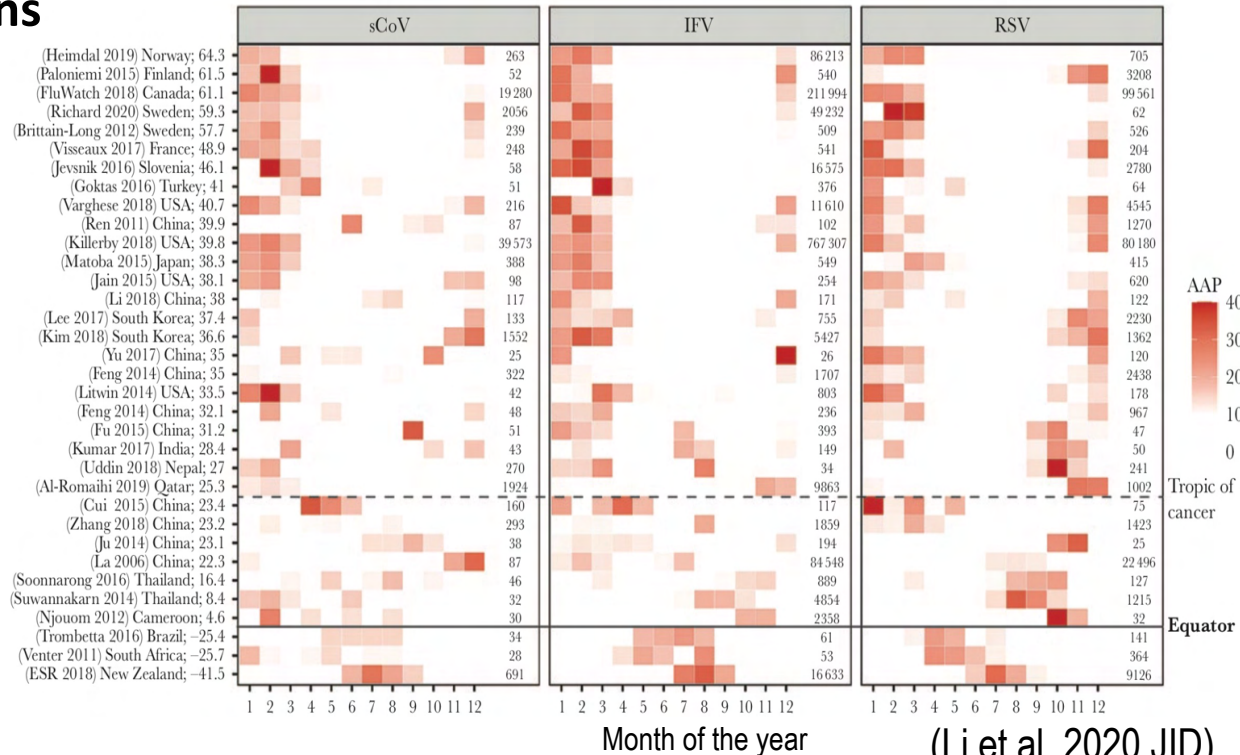 ns
sCoV IFV RSV
(Heimdal 2019) Norway; 64.3 263 86 213 705
(Paloniemi 2015) Finland; 61.5 52 540 3208
(FluWatch 2018) Canada; 61.1 19 280 211 994 99 561
(Richard 2020) Sweden; 59.3 2056 49 232 62
(Brittain-Long 2012) Sweden; 57.7 239 509 526
(Visseaux 2017) France; 48.9 248 541 204
(Jevsnik 2016) Slovenia; 46.1 58 16 575 2780
(Goktas 2016) Turkey; 41 51 376 64
(Varghese 2018) USA; 40.7 216 11 610 4545
(Ren 2011) China; 39.9 87 102 1270
(Killerby 2018) USA; 39.8 39 573 767 307 80 180
(Matoba 2015) Japan; 38.3 388 549 415
(Jain 2015) USA; 38.1 98 254 620
(Li 2018) China; 38 117 171 122
(Lee 2017) South Korea; 37.4 133 755 2230
(Kim 2018) South Korea; 36.6 1552 5427 1362
(Yu 2017) China; 35 25 26 120
(Feng 2014) China; 35 322 1707 2438
(Litwin 2014) USA; 33.5 42 803 178
(Feng 2014) China; 32.1 48 236 967
(Fu 2015) China; 31.2 51 393 47
(Kumar 2017) India; 28.4 43 149 50
(Uddin 2018) Nepal; 27 270 34 241
(Al-Romaihi 2019) Qatar; 25.3 1924 9863 1002
(Cui 2015) China; 23.4 160 117 75
(Zhang 2018) China; 23.2 293 1859 1423
(Ju 2014) China; 23.1 38 194 25
(La 2006) China; 22.3 87 84 548 22 496
(Soonnarong 2016) Thailand; 16.4 46 889 127
(Suwannakarn 2014) Thailand; 8.4 32 4854 1215
(Njouom 2012) Cameroon; 4.6 30 2358 32
(Trombetta 2016) Brazil; −25.4 34 61 141
(Venter 2011) South Africa; −25.7 28 53 364
(ESR 2018) New Zealand; −41.5 691 16 633 9126
1 2 3 4 5 6 7 8 9 10 11 12 1 2 3 4 5 6 7 8 9 10 11 12 1 2 3 4 5 6 7 8 9 10 11 12
AAP
40
30
20
10
0
Tropic of
cancer
Equator
Month of the year
(Li et al. 2020 JID)